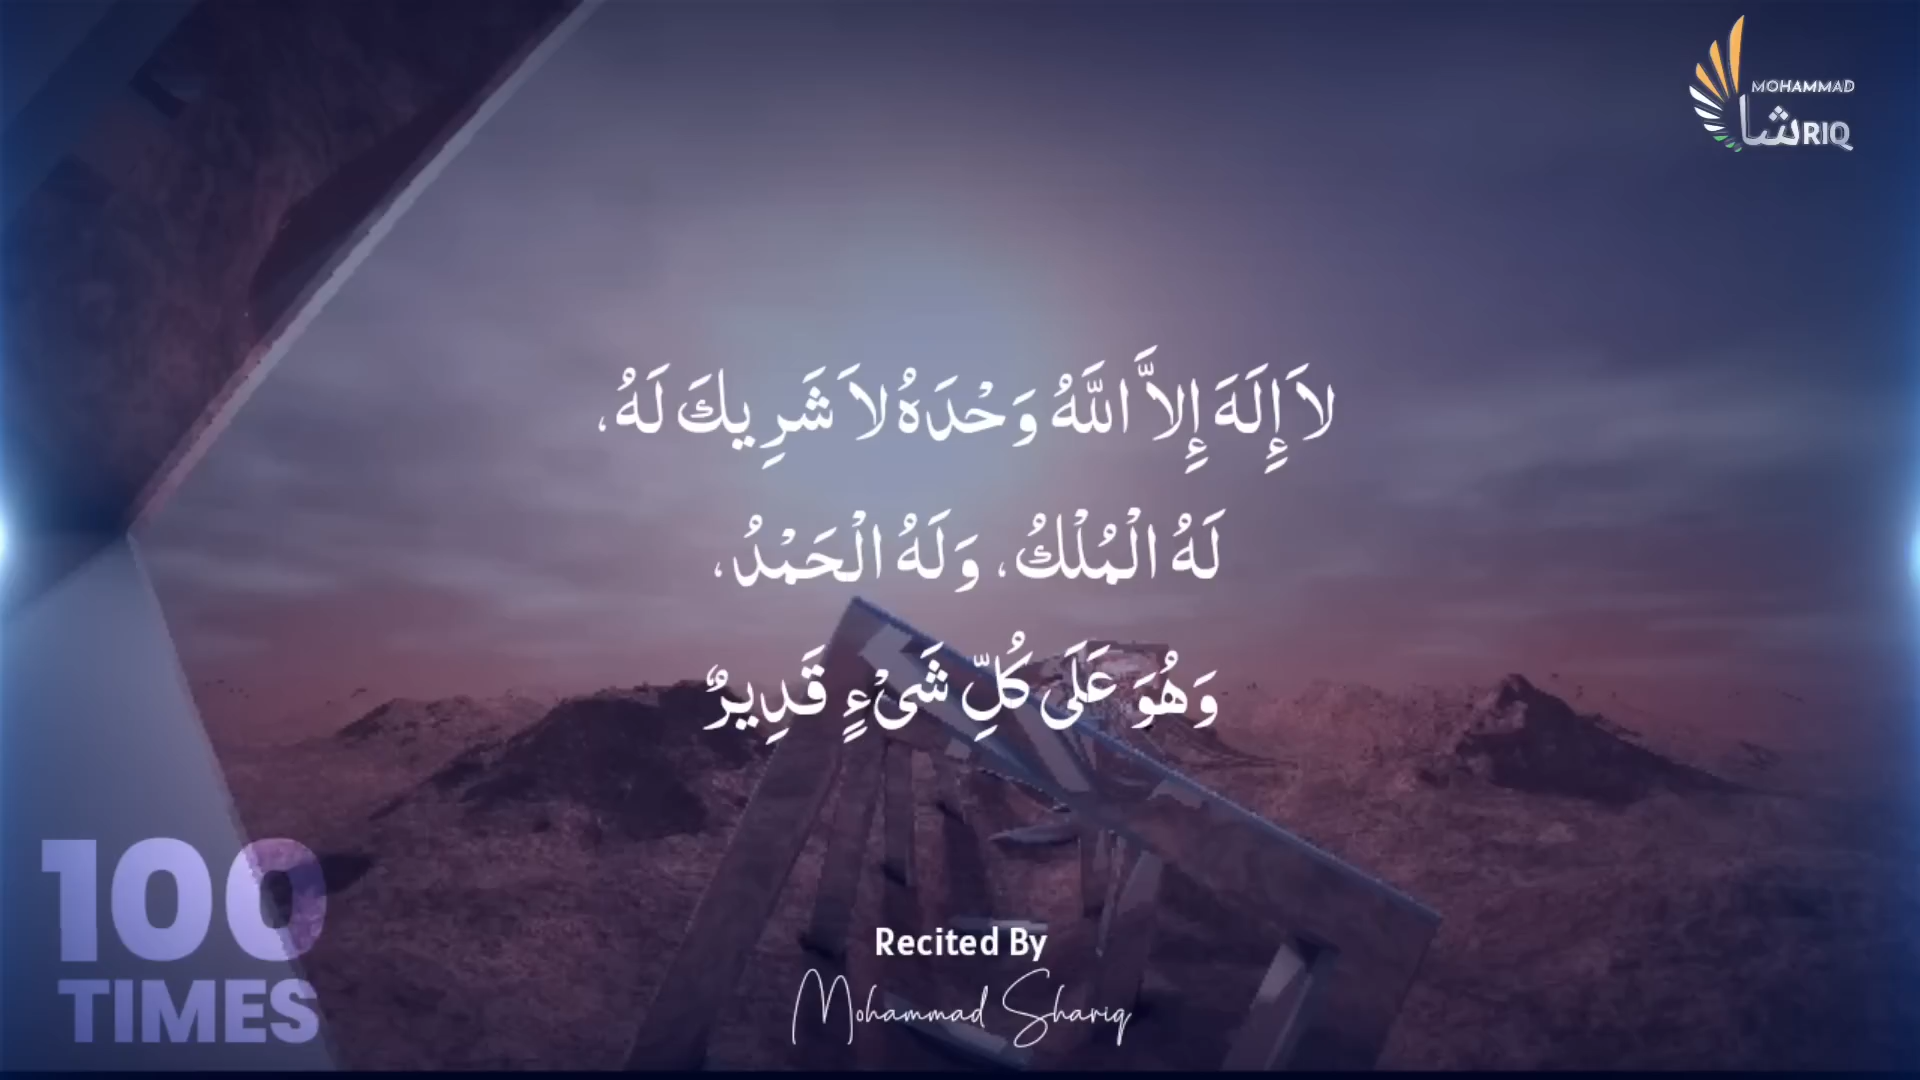 MOHAMMAD
شاRIQ
لاَ إِلَهَ إِلاَّ اللَّهُ وَحْدَهُ لاَ شَرِيكَ لَهُ،
لَهُ الْمُلْكُ، وَلَهُ الْحَمْدُ،
وَهُوَ عَلَى كُلِّ شَىْءٍ قَدِيرٌ
100
TIMES
Recited By
Mohammad Shariq